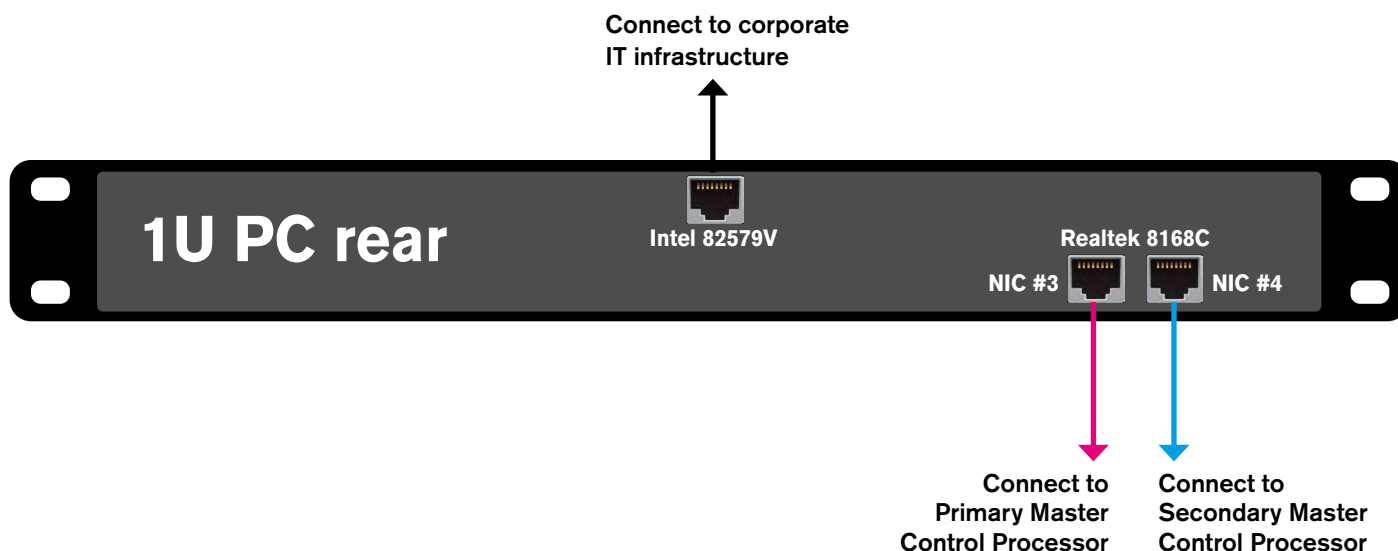 Connect to corporate
IT infrastructure
1U PC rear
Intel 82579V
Realtek 8168C
NIC #3
NIC #4
Connect to
Primary Master
Control Processor
Connect to
Secondary Master
Control Processor